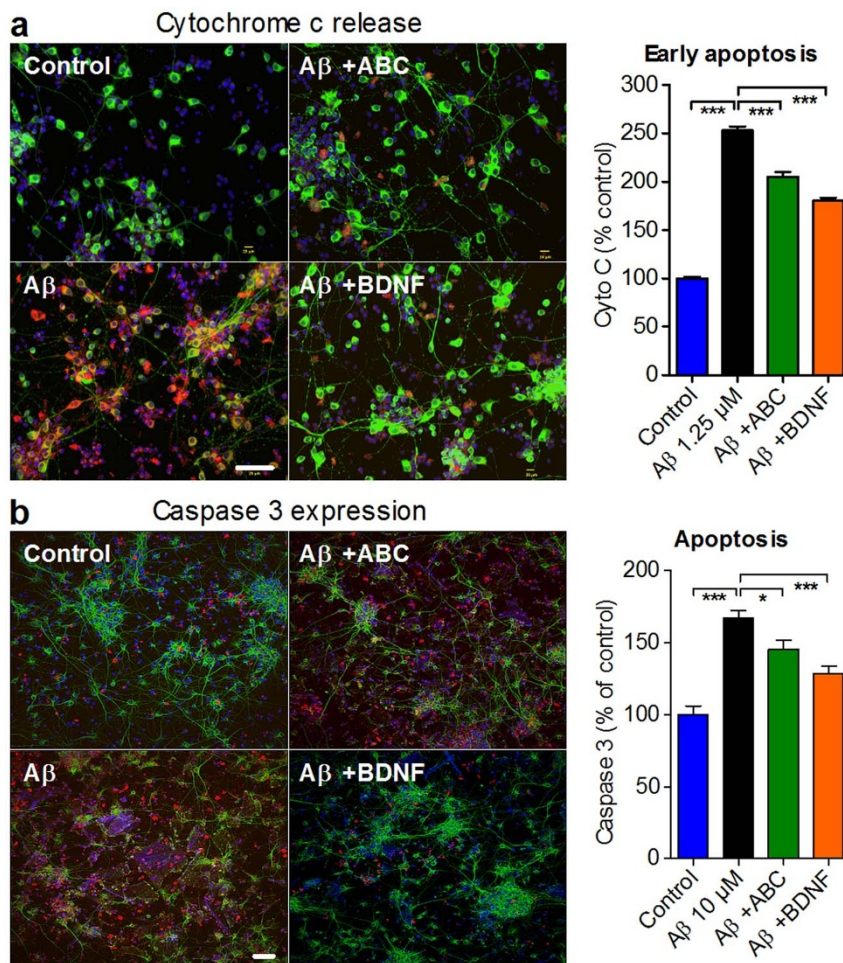 a Cytochrome c release
Control
Aβ +ABC
Aβ
Aβ +BDNF
Early apoptosis
Cyto C (% control)
300
250
200
150
100
50
0
***
***
***
Control
Aβ 1.25 µM
Aβ +ABC
Aβ +BDNF
b Caspase 3 expression
Control
Aβ +ABC
Aβ
Aβ +BDNF
Apoptosis
Caspase 3 (% of control)
200
150
100
50
0
***
*
***
Control
Aβ 10 µM
Aβ +ABC
Aβ +BDNF